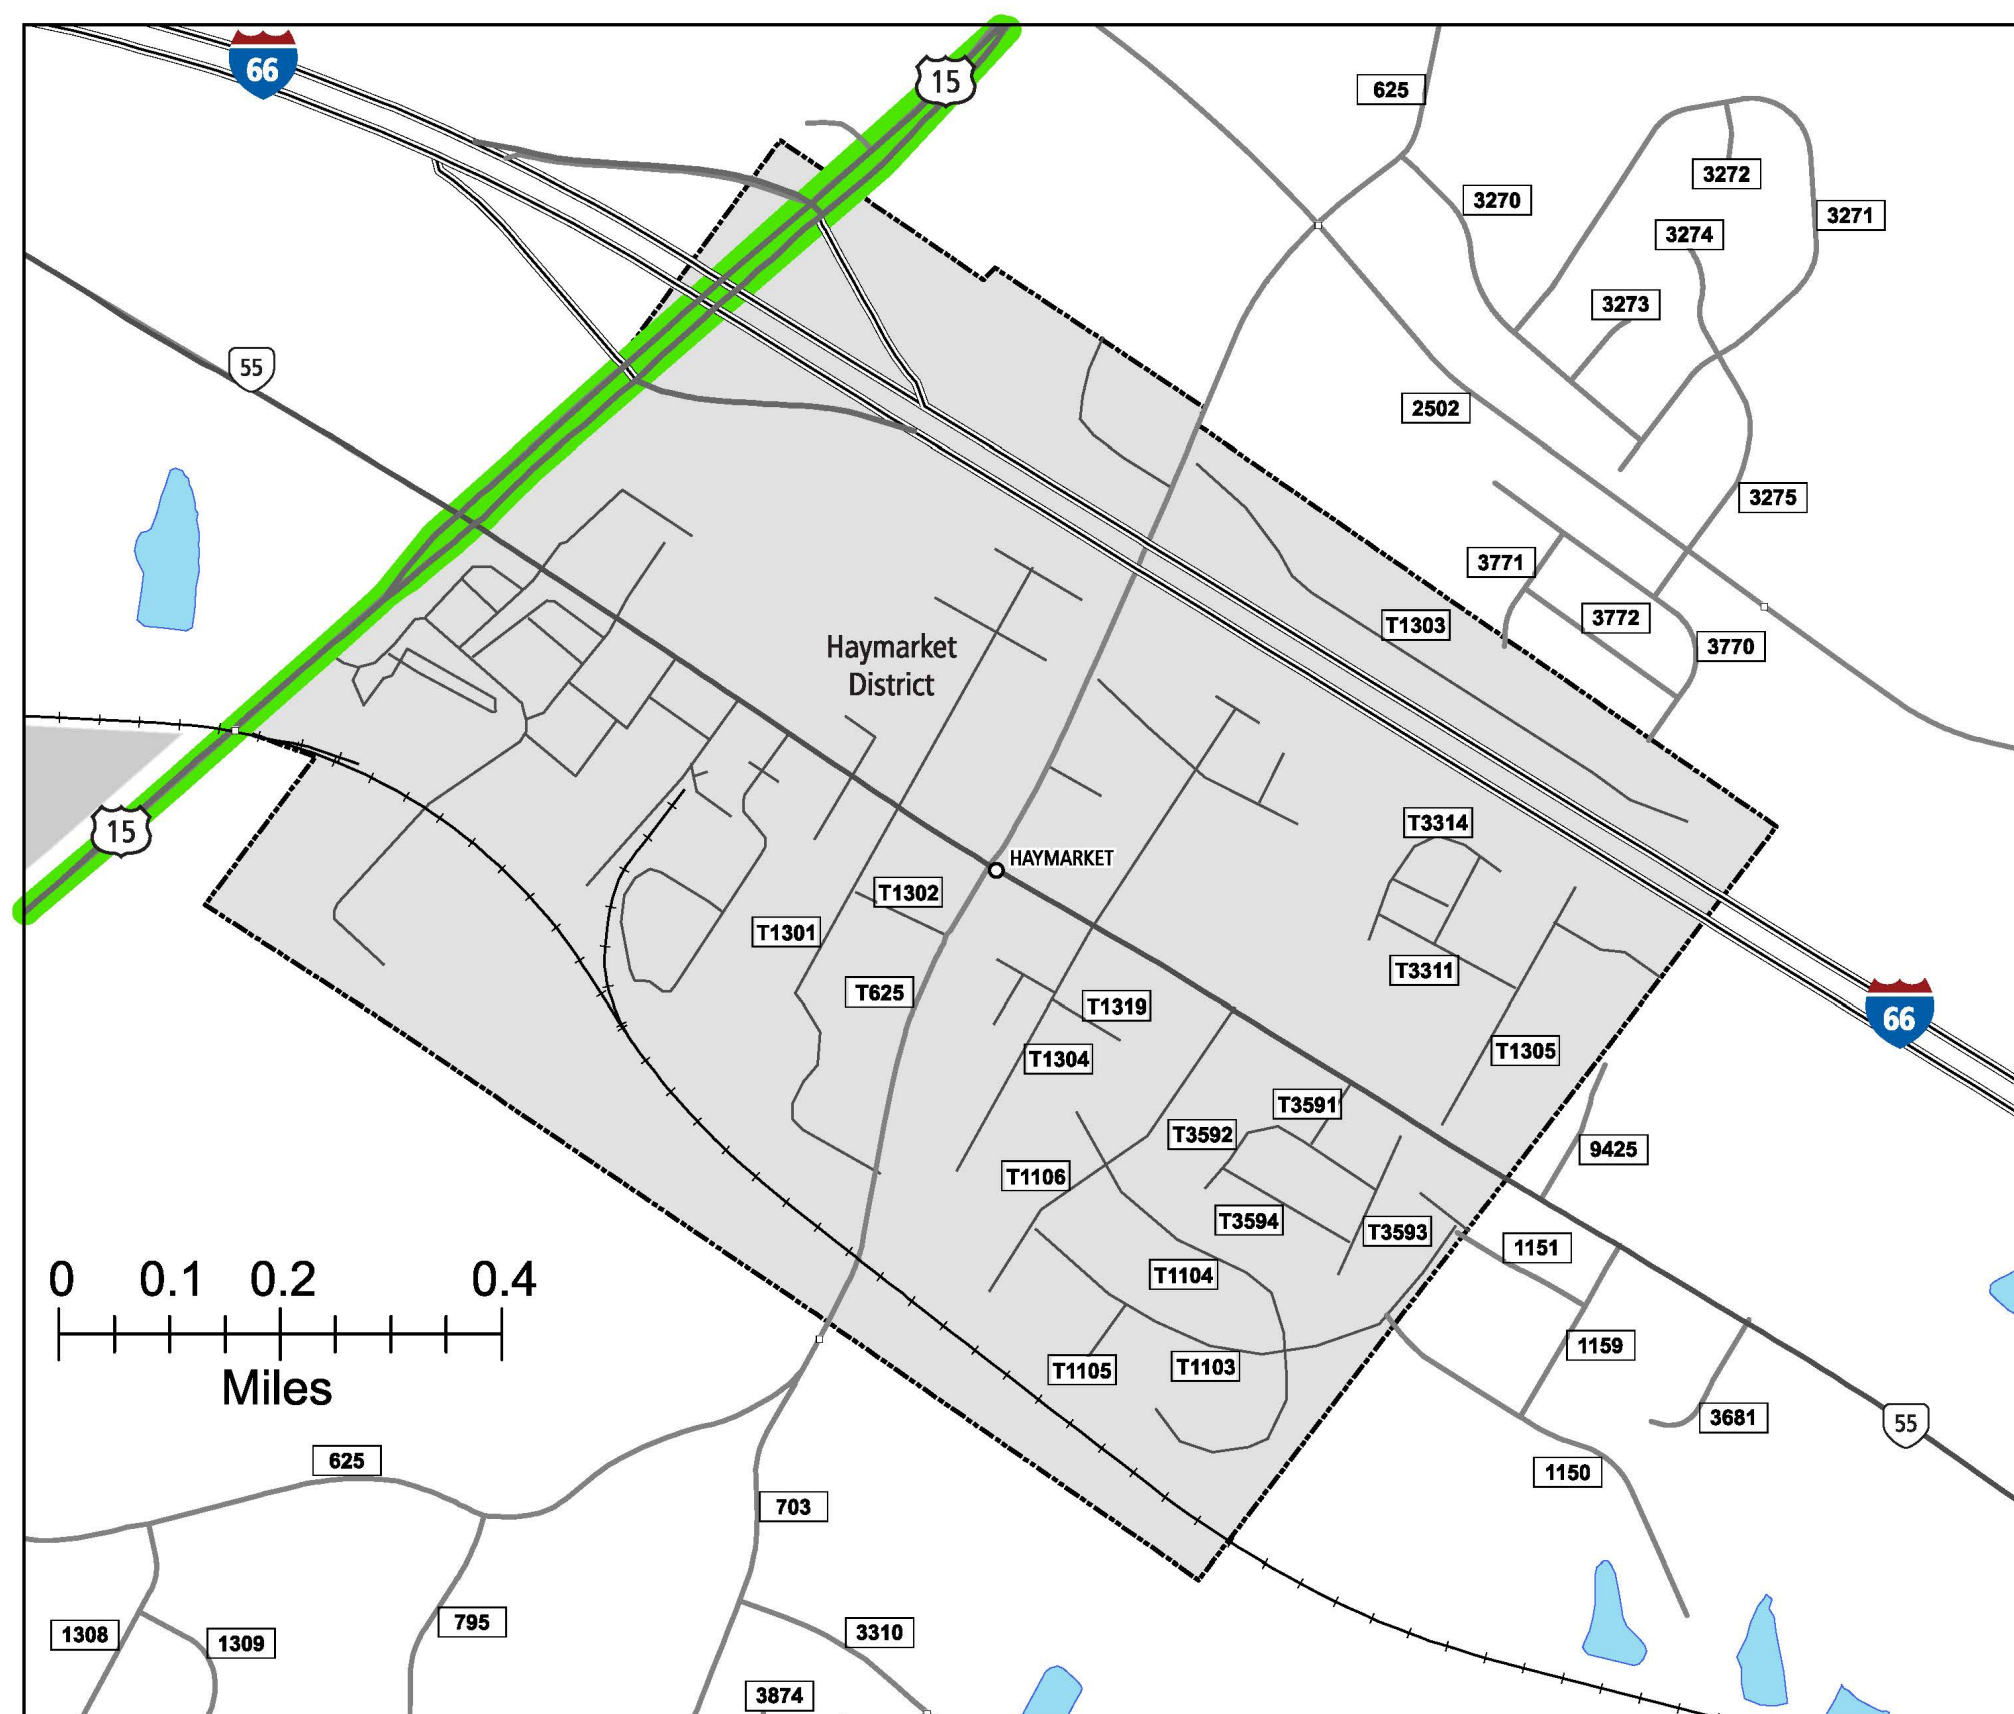 66
15
625
3272
3270
3271
3274
3273
55
2502
3275
3771
3772
T1303
3770
Haymarket
District
15
T3314
HAYMARKET
T1302
T1301
T3311
T625
T1319
66
T1304
T1305
T3591
T3592
9425
T1106
T3594
T3593
1151
T1104
0 0.1 0.2 0.4
Miles
1159
T1105
T1103
3681
55
625
1150
703
795
3310
1308
1309
3874